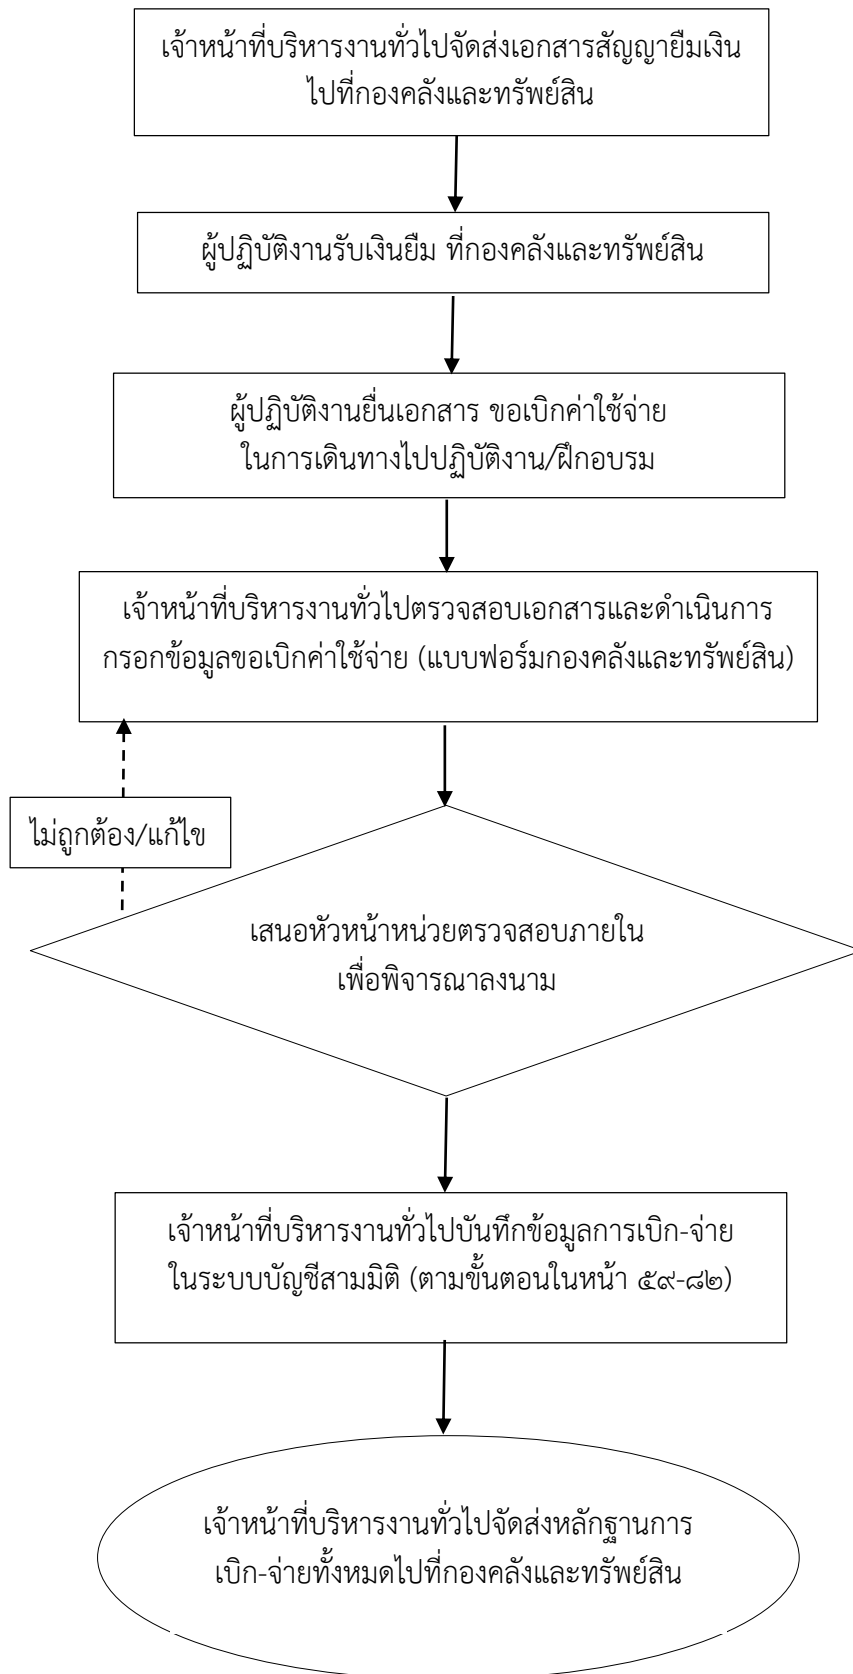 เจ้าหน้าที่บริหารงานทั่วไปจัดส่งเอกสารสัญญายืมเงิน
ไปที่กองคลังและทรัพย์สิน
ผู้ปฏิบัติงานรับเงินยืม ที่กองคลังและทรัพย์สิน
ผู้ปฏิบัติงานยื่นเอกสาร ขอเบิกค่าใช้จ่าย
ในการเดินทางไปปฏิบัติงาน/ฝึกอบรม
เจ้าหน้าที่บริหารงานทั่วไปตรวจสอบเอกสารและดำเนินการ
กรอกข้อมูลขอเบิกค่าใช้จ่าย (แบบฟอร์มกองคลังและทรัพย์สิน)
ไม่ถูกต้อง/แก้ไข
เสนอหัวหน้าหน่วยตรวจสอบภายใน
เพื่อพิจารณาลงนาม
เจ้าหน้าที่บริหารงานทั่วไปบันทึกข้อมูลการเบิก-จ่าย
ในระบบบัญชีสามมิติ (ตามขั้นตอนในหน้า ๕๙-๘๒)
เจ้าหน้าที่บริหารงานทั่วไปจัดส่งหลักฐานการ
เบิก-จ่ายทั้งหมดไปที่กองคลังและทรัพย์สิน